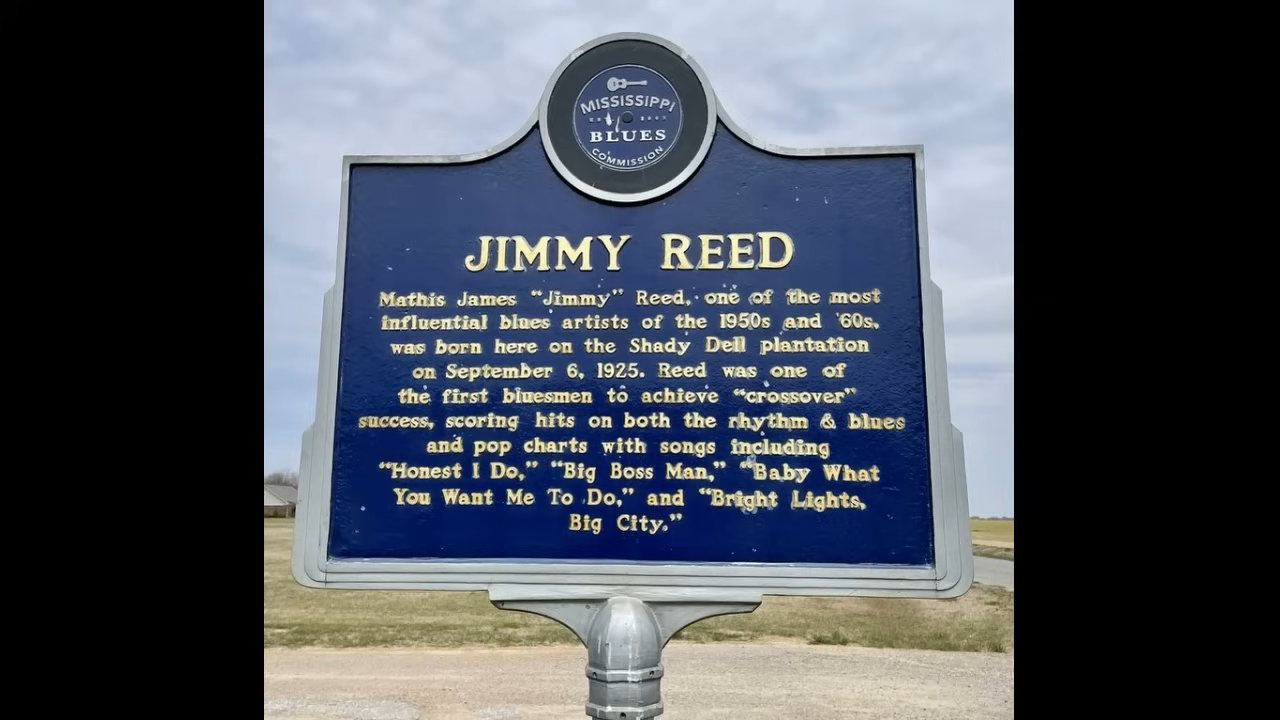 MISSISSIPPI
BLUES
COMMISSION
JIMMY REED
Mathis James “Jimmy” Reed, one of the most
influential blues artists of the 1950s and ’60s,
was born here on the Shady Dell plantation
on September 6, 1925. Reed was one of
the first bluesmen to achieve “crossover”
success, scoring hits on both the rhythm & blues
and pop charts with songs including
“Honest I Do,” “Big Boss Man,” “Baby What
You Want Me To Do,” and “Bright Lights,
Big City.”